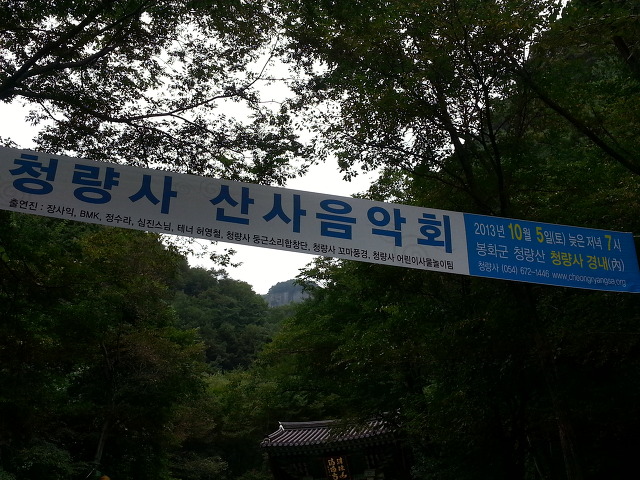 청량사 산사음악회
출연진 : 장사익, BMK, 정수라, 심진스님, 테너 허영철, 청량사 둥근소리합창단, 청량사 꼬마풍경, 청량사 어린이사물놀이팀
2013년 10월 5일(토) 늦은 저녁 7시
봉화군 청량산 청량사 경내(內)
청량사 (054) 672-1446 www.cheongryangsa.org